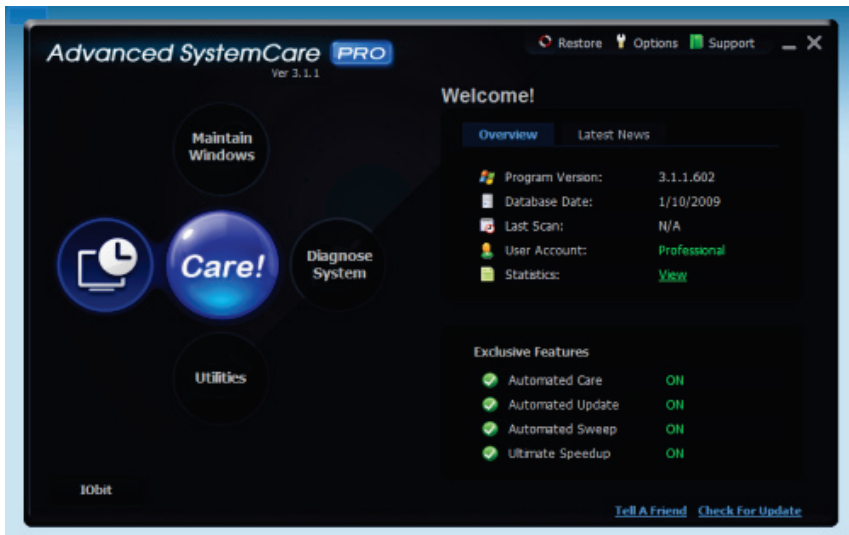 Advanced SystemCare PRO
Ver 3.1.1
Restore Options Support
Maintain
Windows
Care!
Diagnose
System
Utilities
IObit
Welcome!
Overview Latest News
Program Version: 3.1.1.602
Database Date: 1/10/2009
Last Scan: N/A
User Account: Professional
Statistics: View
Exclusive Features
Automated Care ON
Automated Update ON
Automated Sweep ON
Ultimate Speedup ON
Tell A Friend Check For Update